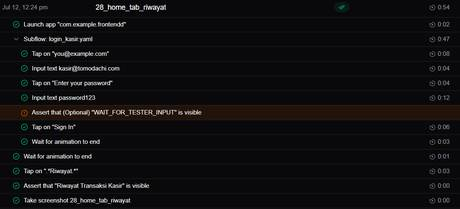 Jul 12, 12:24 pm 28_home_tab_riwayat 0:54
Launch app "com.example.frontendd" 0:02
Subflow: login_kasir.yaml 0:47
Tap on "you@example.com" 0:08
Input text kasir@tomodachi.com 0:04
Tap on "Enter your password" 0:04
Input text password123 0:12
Assert that (Optional) "WAIT_FOR_TESTER_INPUT" is visible
Tap on "Sign In" 0:06
Wait for animation to end 0:03
Wait for animation to end 0:01
Tap on ".*Riwayat.*" 0:03
Assert that "Riwayat Transaksi Kasir" is visible 0:00
Take screenshot 28_home_tab_riwayat 0:00